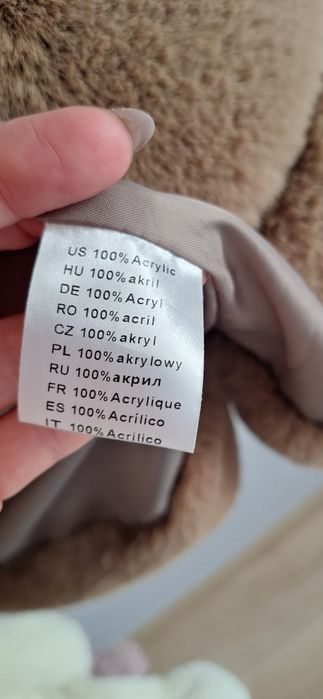 US 100% Acrylic
HU 100% akril
DE 100% Acryl
RO 100% acril
CZ 100% akryl
PL 100% akrylowy
RU 100% акрил
FR 100% Acrylique
ES 100% Acrílico
IT 100% Acrilico